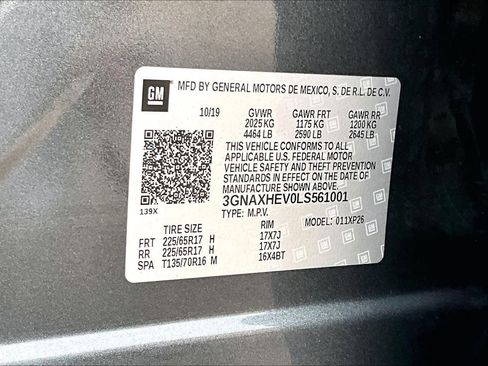 GM MFD BY GENERAL MOTORS DE MEXICO, S. DE R.L. DE C.V.
10/19 GVWR GAWR FRT GAWR RR
2025 KG 1175 KG 1200 KG
4464 LB 2590 LB 2645 LB
THIS VEHICLE CONFORMS TO ALL
APPLICABLE U.S. FEDERAL MOTOR
VEHICLE SAFETY AND THEFT PREVENTION
STANDARDS IN EFFECT ON THE DATE OF
MANUFACTURE SHOWN ABOVE.
3GNAXHEV0LS561001
139X TYPE: M.P.V. MODEL: 011XP26
TIRE SIZE RIM
FRT 225/65R17 H 17X7J
RR 225/65R17 H 17X7J
SPA T135/70R16 M 16X4BT